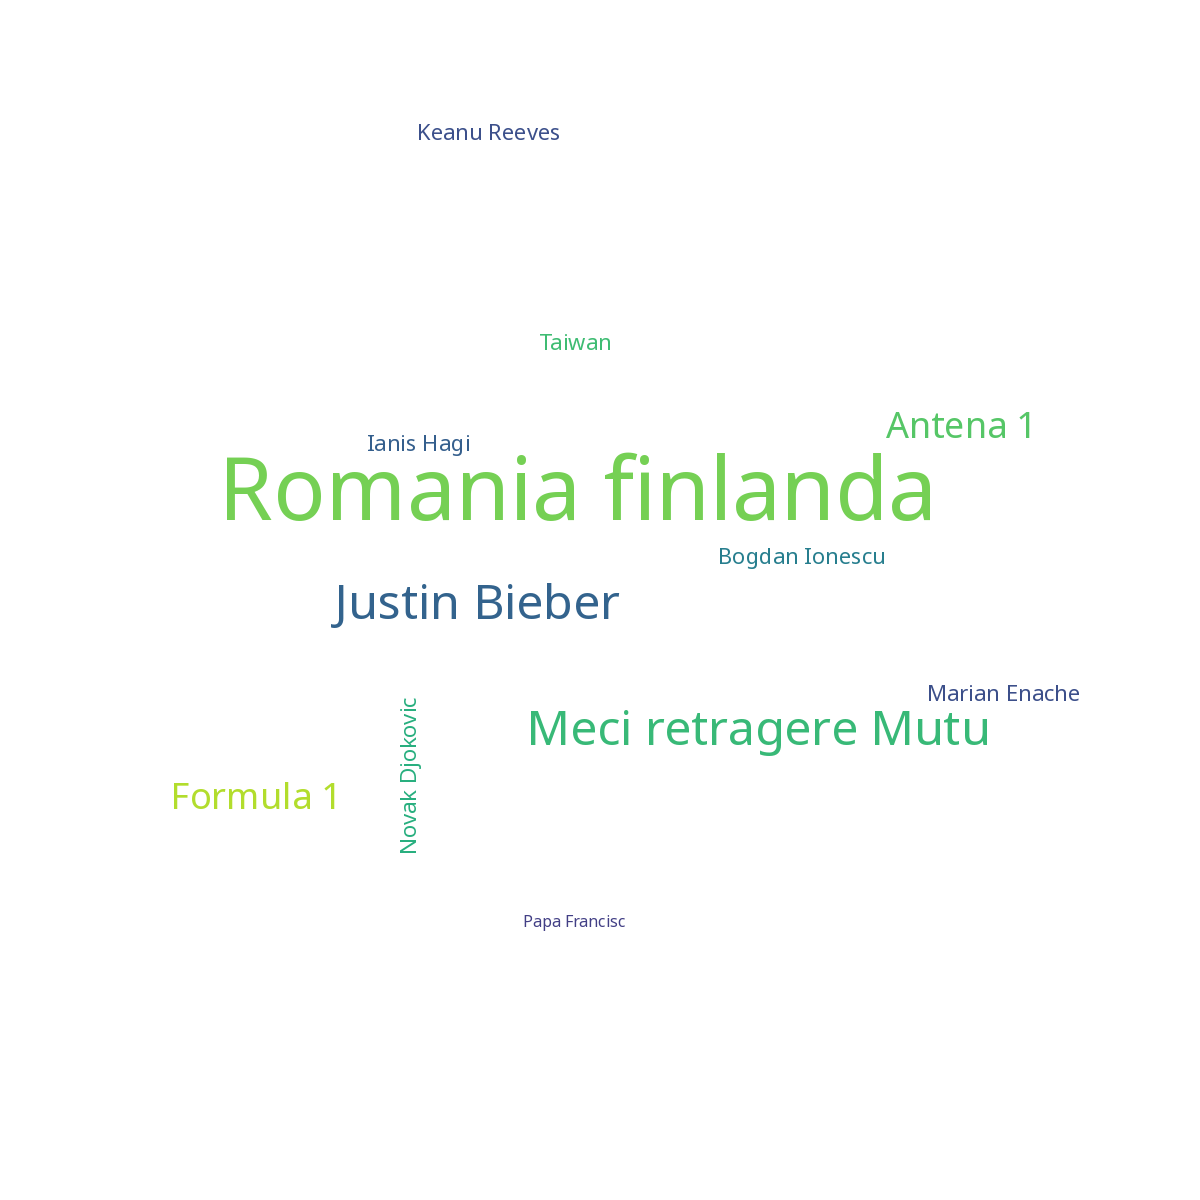 Keanu Reeves
Taiwan
Antena 1
Ianis Hagi
Romania finlanda
Bogdan Ionescu
Justin Bieber
Marian Enache
Meci retragere Mutu
Novak Djokovic
Formula 1
Papa Francisc